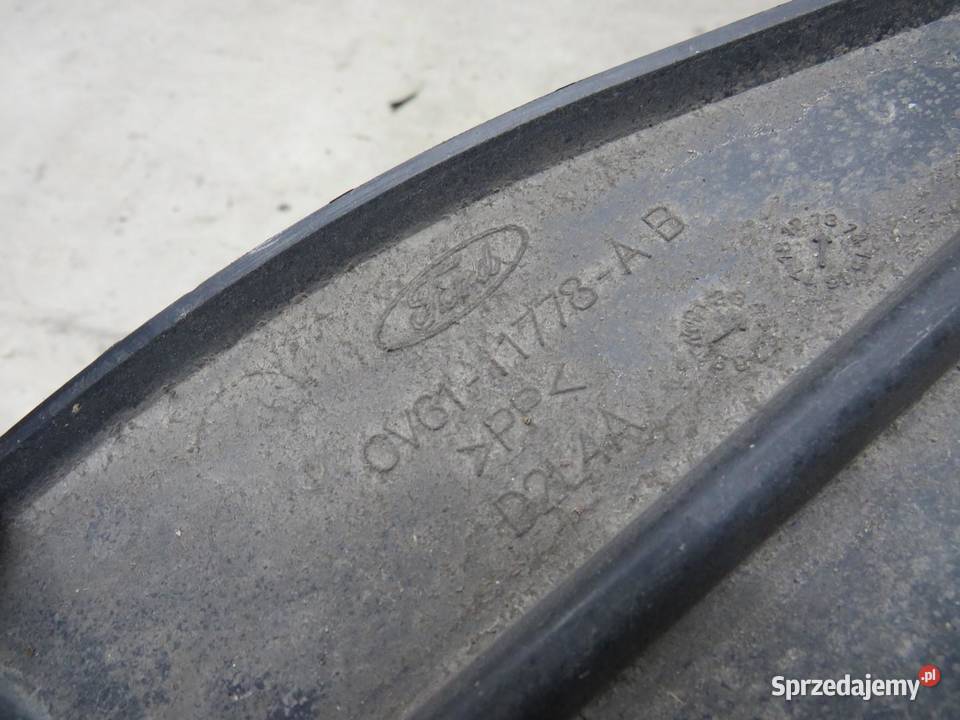 Ford
CV61-11778-AB
>PP<
D2L4A
Sprzedajemy.pl